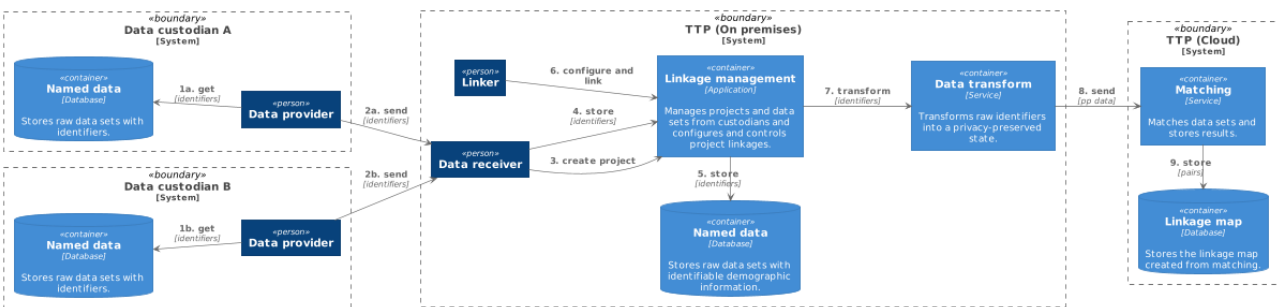 «boundary»
Data custodian A
[System]
«container»
Named data
[Database]
Stores raw data sets with
identifiers.
1a. get
[identifiers]
«person»
Data provider
«boundary»
Data custodian B
[System]
«container»
Named data
[Database]
Stores raw data sets with
identifiers.
1b. get
[identifiers]
«person»
Data provider
2a. send
[identifiers]
2b. send
[identifiers]
«boundary»
TTP (On premises)
[System]
«person»
Linker
«person»
Data receiver
6. configure and
link
4. store
[identifiers]
3. create project
«container»
Linkage management
[Application]
Manages projects and data
sets from custodians and
configures and controls
project linkages.
5. store
[identifiers]
«container»
Named data
[Database]
Stores raw data sets with
identifiable demographic
information.
7. transform
[identifiers]
«container»
Data transform
[Service]
Transforms raw identifiers
into a privacy-preserved
state.
8. send
[pp data]
«boundary»
TTP (Cloud)
[System]
«container»
Matching
[Service]
Matches data sets and
stores results.
9. store
[pairs]
«container»
Linkage map
[Database]
Stores the linkage map
created from matching.